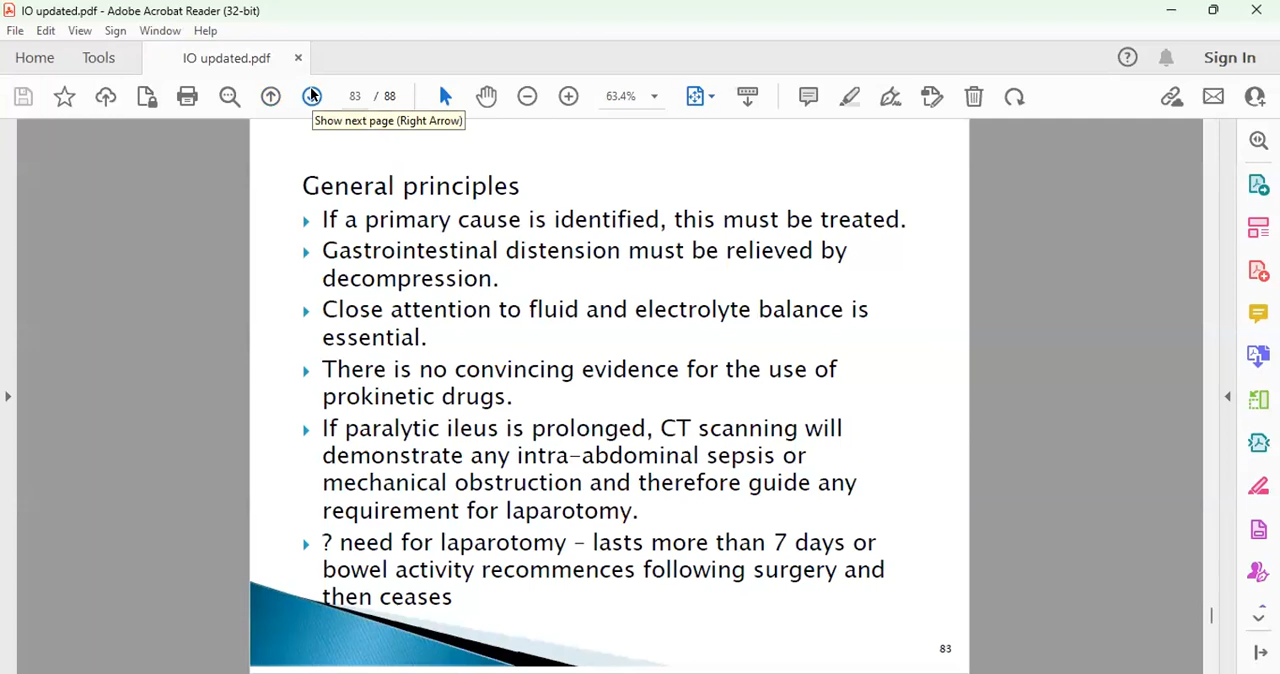 IO updated.pdf - Adobe Acrobat Reader (32-bit)
File Edit View Sign Window Help
Home Tools IO updated.pdf × Sign In
83 / 88 63.4%
Show next page (Right Arrow)
General principles
If a primary cause is identified, this must be treated.
Gastrointestinal distension must be relieved by
decompression.
Close attention to fluid and electrolyte balance is
essential.
There is no convincing evidence for the use of
prokinetic drugs.
If paralytic ileus is prolonged, CT scanning will
demonstrate any intra-abdominal sepsis or
mechanical obstruction and therefore guide any
requirement for laparotomy.
? need for laparotomy – lasts more than 7 days or
bowel activity recommences following surgery and
then ceases
83